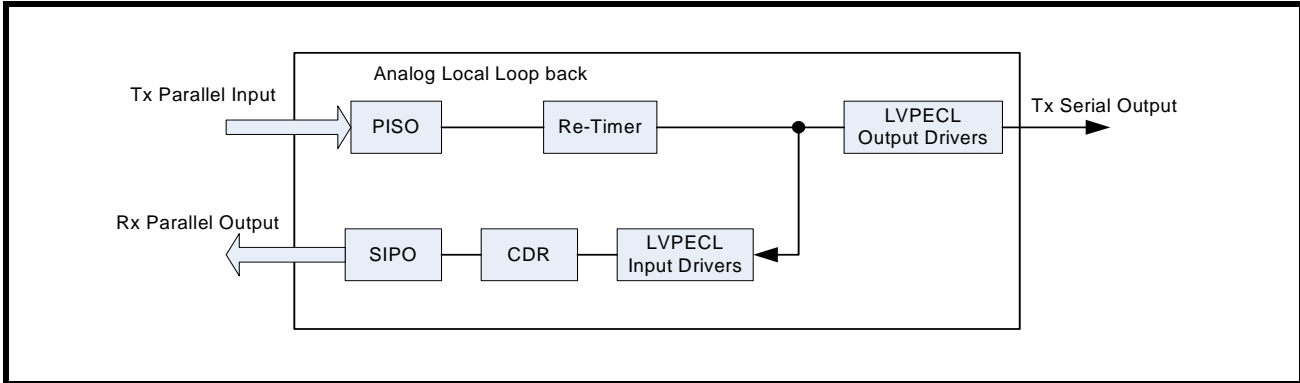 Analog Local Loop back
Tx Parallel Input
PISO
Re-Timer
LVPECL
Output Drivers
Tx Serial Output
Rx Parallel Output
SIPO
CDR
LVPECL
Input Drivers